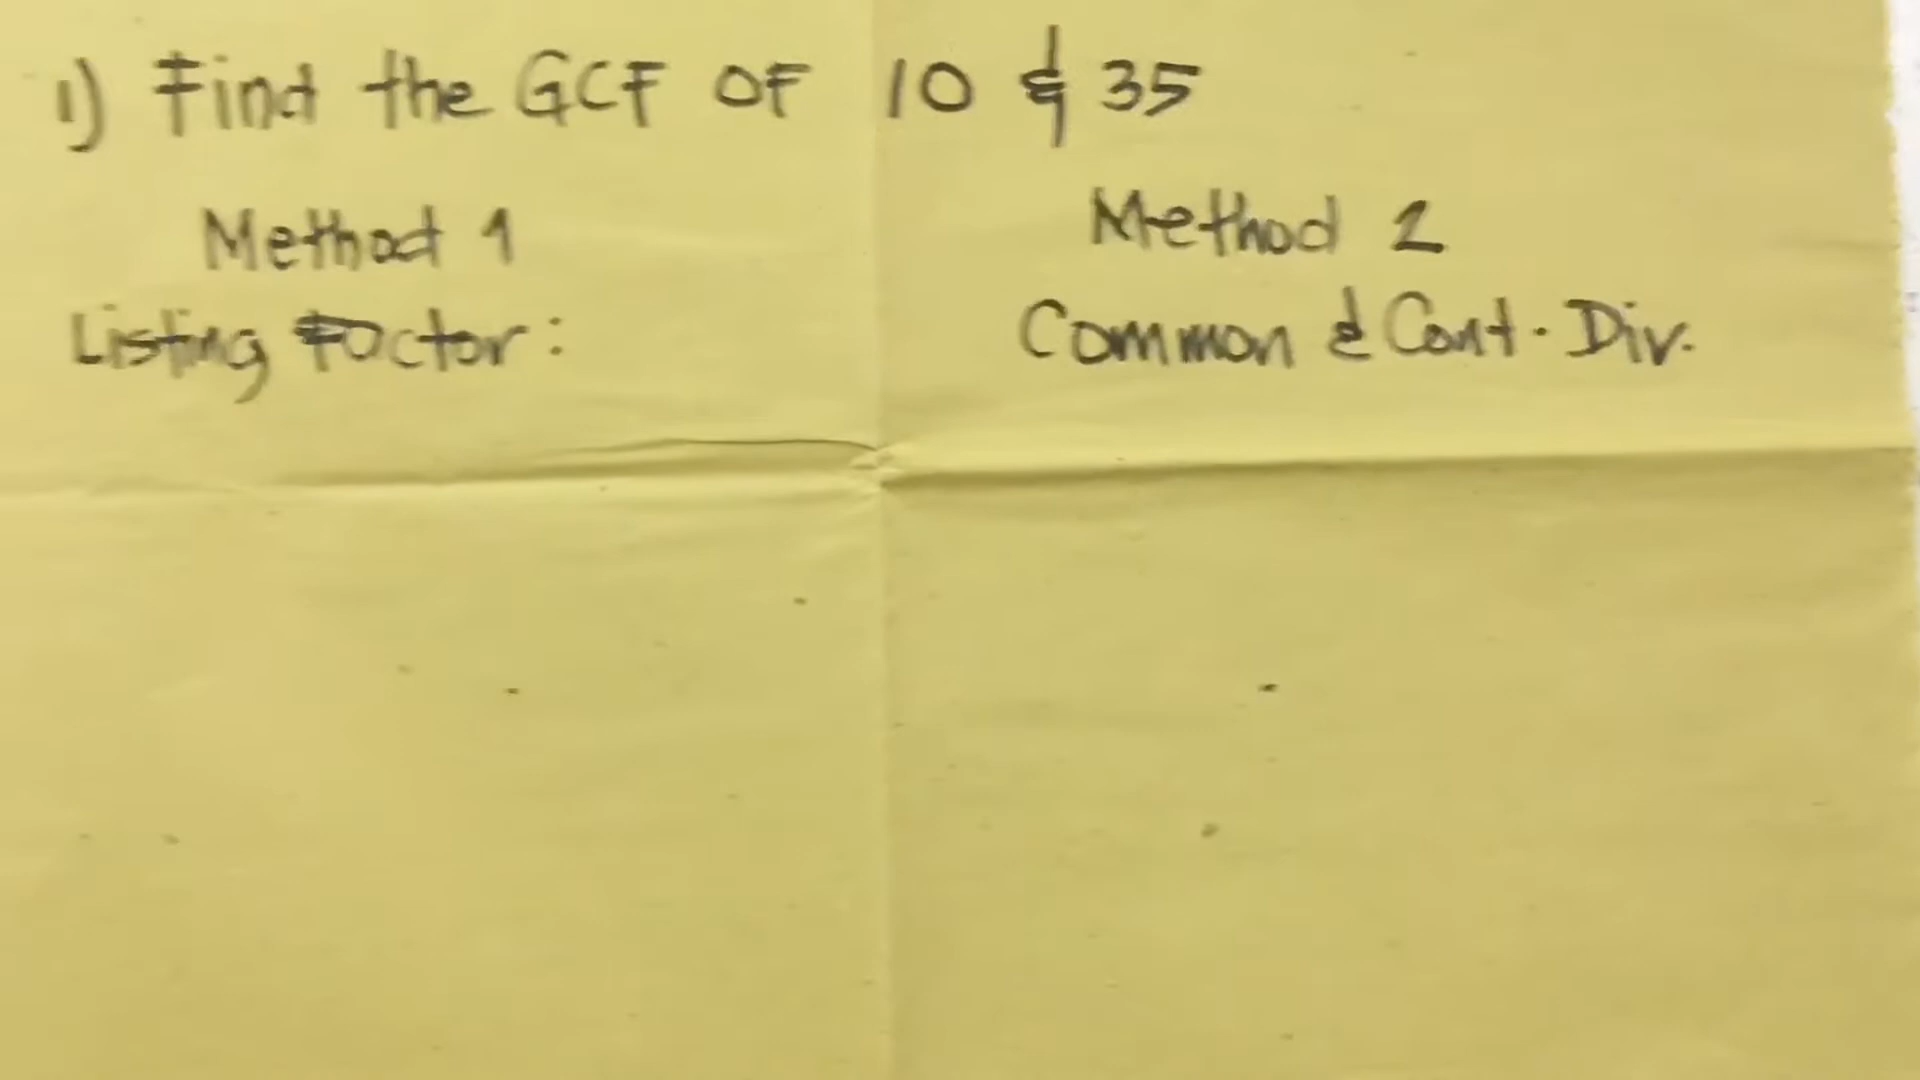 1) Find the GCF OF 10 & 35
Method 1
Listing Factor:
Method 2
Common & Cont. Div.